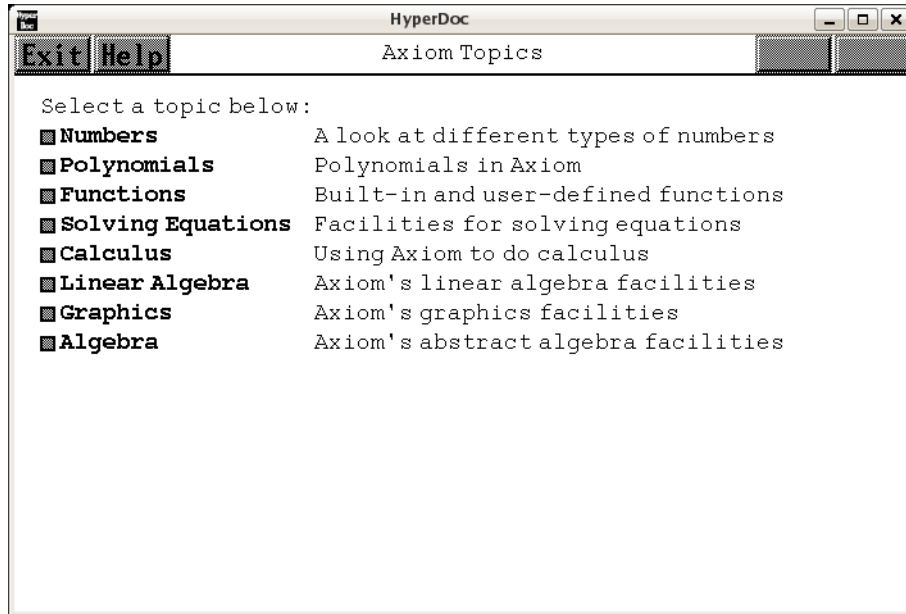 Hyper Doc
HyperDoc
Exit Help Axiom Topics
Select a topic below:
Numbers A look at different types of numbers
Polynomials Polynomials in Axiom
Functions Built-in and user-defined functions
Solving Equations Facilities for solving equations
Calculus Using Axiom to do calculus
Linear Algebra Axiom's linear algebra facilities
Graphics Axiom's graphics facilities
Algebra Axiom's abstract algebra facilities